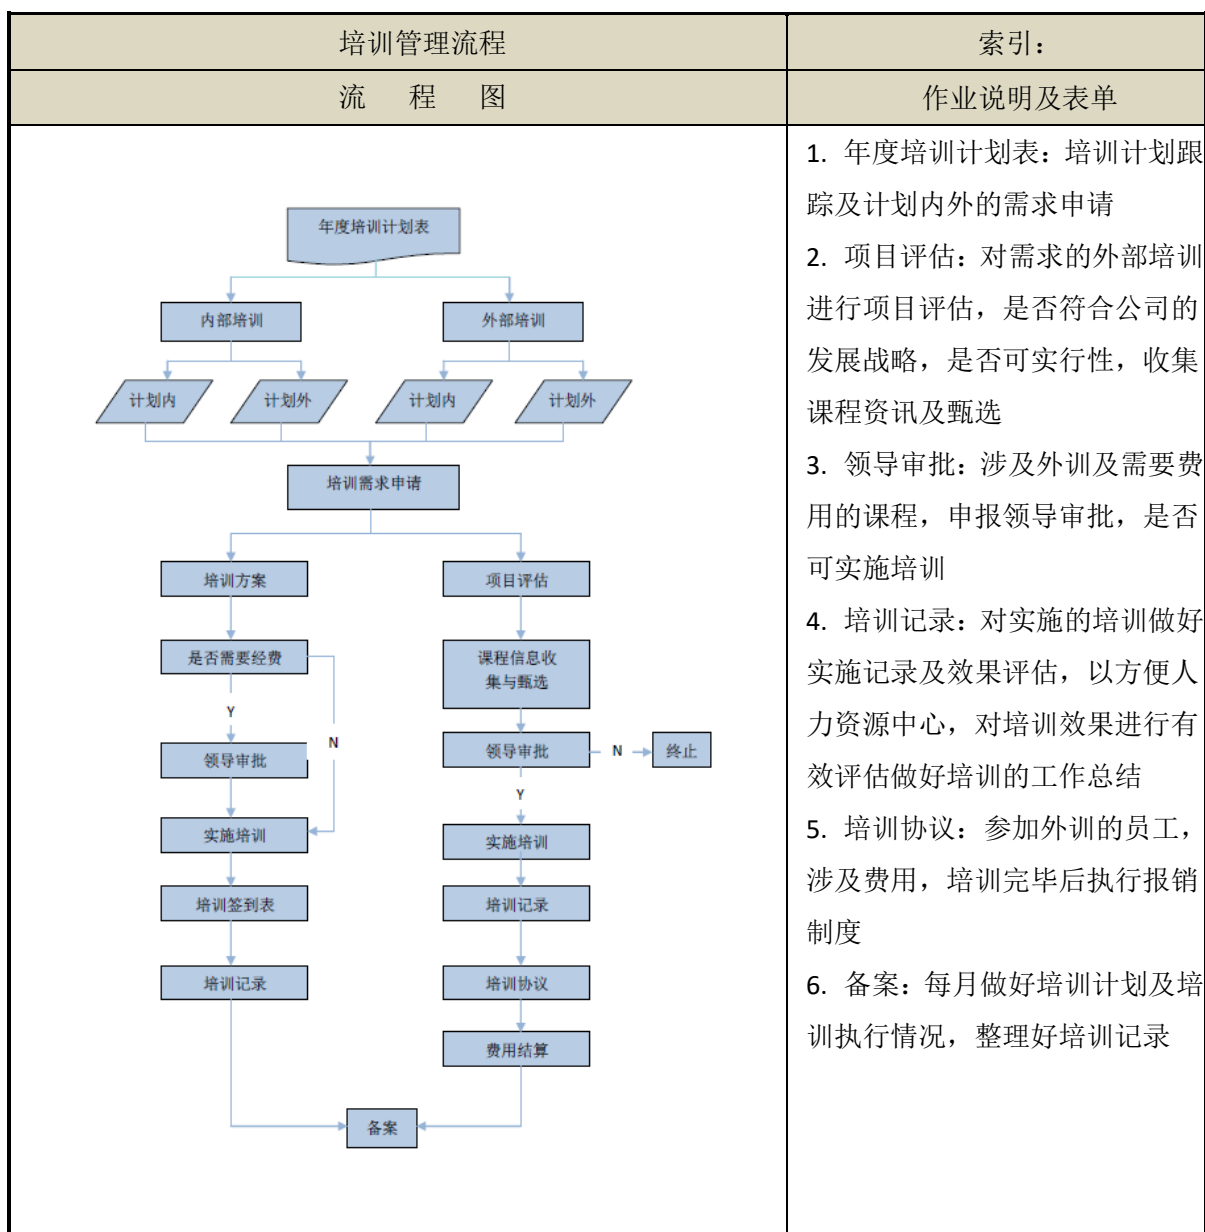 培训管理流程
索引：
流 程 图
作业说明及表单
年度培训计划表
内部培训
外部培训
计划内
计划外
计划内
计划外
培训需求申请
培训方案
项目评估
是否需要经费
课程信息收
集与甄选
Y
N
领导审批
领导审批
N
终止
Y
实施培训
实施培训
培训签到表
培训记录
培训记录
培训协议
费用结算
备案
1. 年度培训计划表：培训计划跟
踪及计划内外的需求申请
2. 项目评估：对需求的外部培训
进行项目评估，是否符合公司的
发展战略，是否可实行性，收集
课程资讯及甄选
3. 领导审批：涉及外训及需要费
用的课程，申报领导审批，是否
可实施培训
4. 培训记录：对实施的培训做好
实施记录及效果评估，以方便人
力资源中心，对培训效果进行有
效评估做好培训的工作总结
5. 培训协议：参加外训的员工，
涉及费用，培训完毕后执行报销
制度
6. 备案：每月做好培训计划及培
训执行情况，整理好培训记录